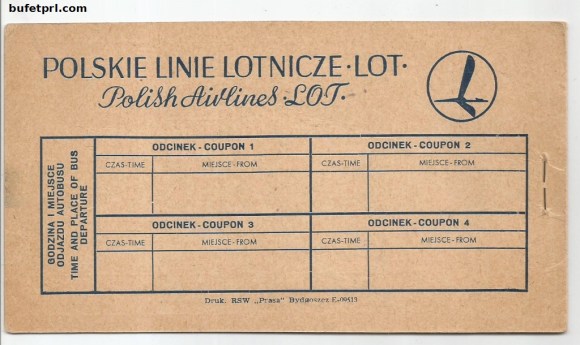 bufetprl.com
POLSKIE LINIE LOTNICZE·LOT·
Polish Airlines·LOT·
GODZINA I MIEJSCE
ODJAZDU AUTOBUSU
TIME AND PLACE OF BUS
DEPARTURE
ODCINEK - COUPON 1
CZAS-TIME MIEJSCE-FROM
ODCINEK - COUPON 2
CZAS-TIME MIEJSCE-FROM
ODCINEK - COUPON 3
CZAS-TIME MIEJSCE-FROM
ODCINEK - COUPON 4
CZAS-TIME MIEJSCE-FROM
Druk. RSW „Prasa" Bydgoszcz E-09513